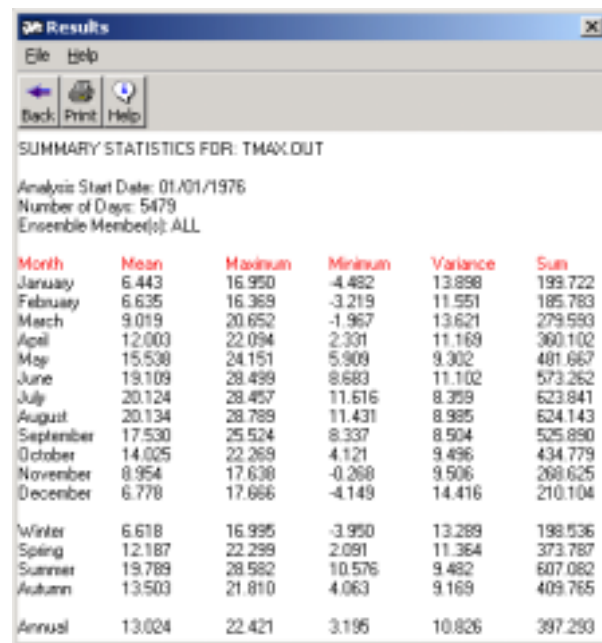 Results
File Help
Back Print Help
SUMMARY STATISTICS FOR: TMAX.OUT
Analysis Start Date: 01/01/1976
Number of Days: 5479
Ensemble Member(s): ALL
Month Mean Maximum Minimum Variance Sum
January 6.443 16.950 -4.482 13.898 199.722
February 6.635 16.369 -3.219 11.551 185.783
March 9.019 20.652 -1.967 13.621 279.593
April 12.003 22.094 2.331 11.169 360.102
May 15.538 24.151 5.909 9.302 481.667
June 19.109 28.499 8.683 11.102 573.262
July 20.124 28.457 11.616 8.359 623.841
August 20.134 28.789 11.431 8.985 624.143
September 17.530 25.524 8.337 8.504 525.890
October 14.025 22.269 4.121 9.496 434.779
November 8.954 17.638 -0.268 9.506 268.625
December 6.778 17.666 -4.149 14.416 210.104
Winter 6.618 16.995 -3.950 13.289 198.536
Spring 12.187 22.299 2.091 11.364 373.787
Summer 19.789 28.582 10.576 9.482 607.082
Autumn 13.503 21.810 4.063 9.169 409.765
Annual 13.024 22.421 3.195 10.826 397.293